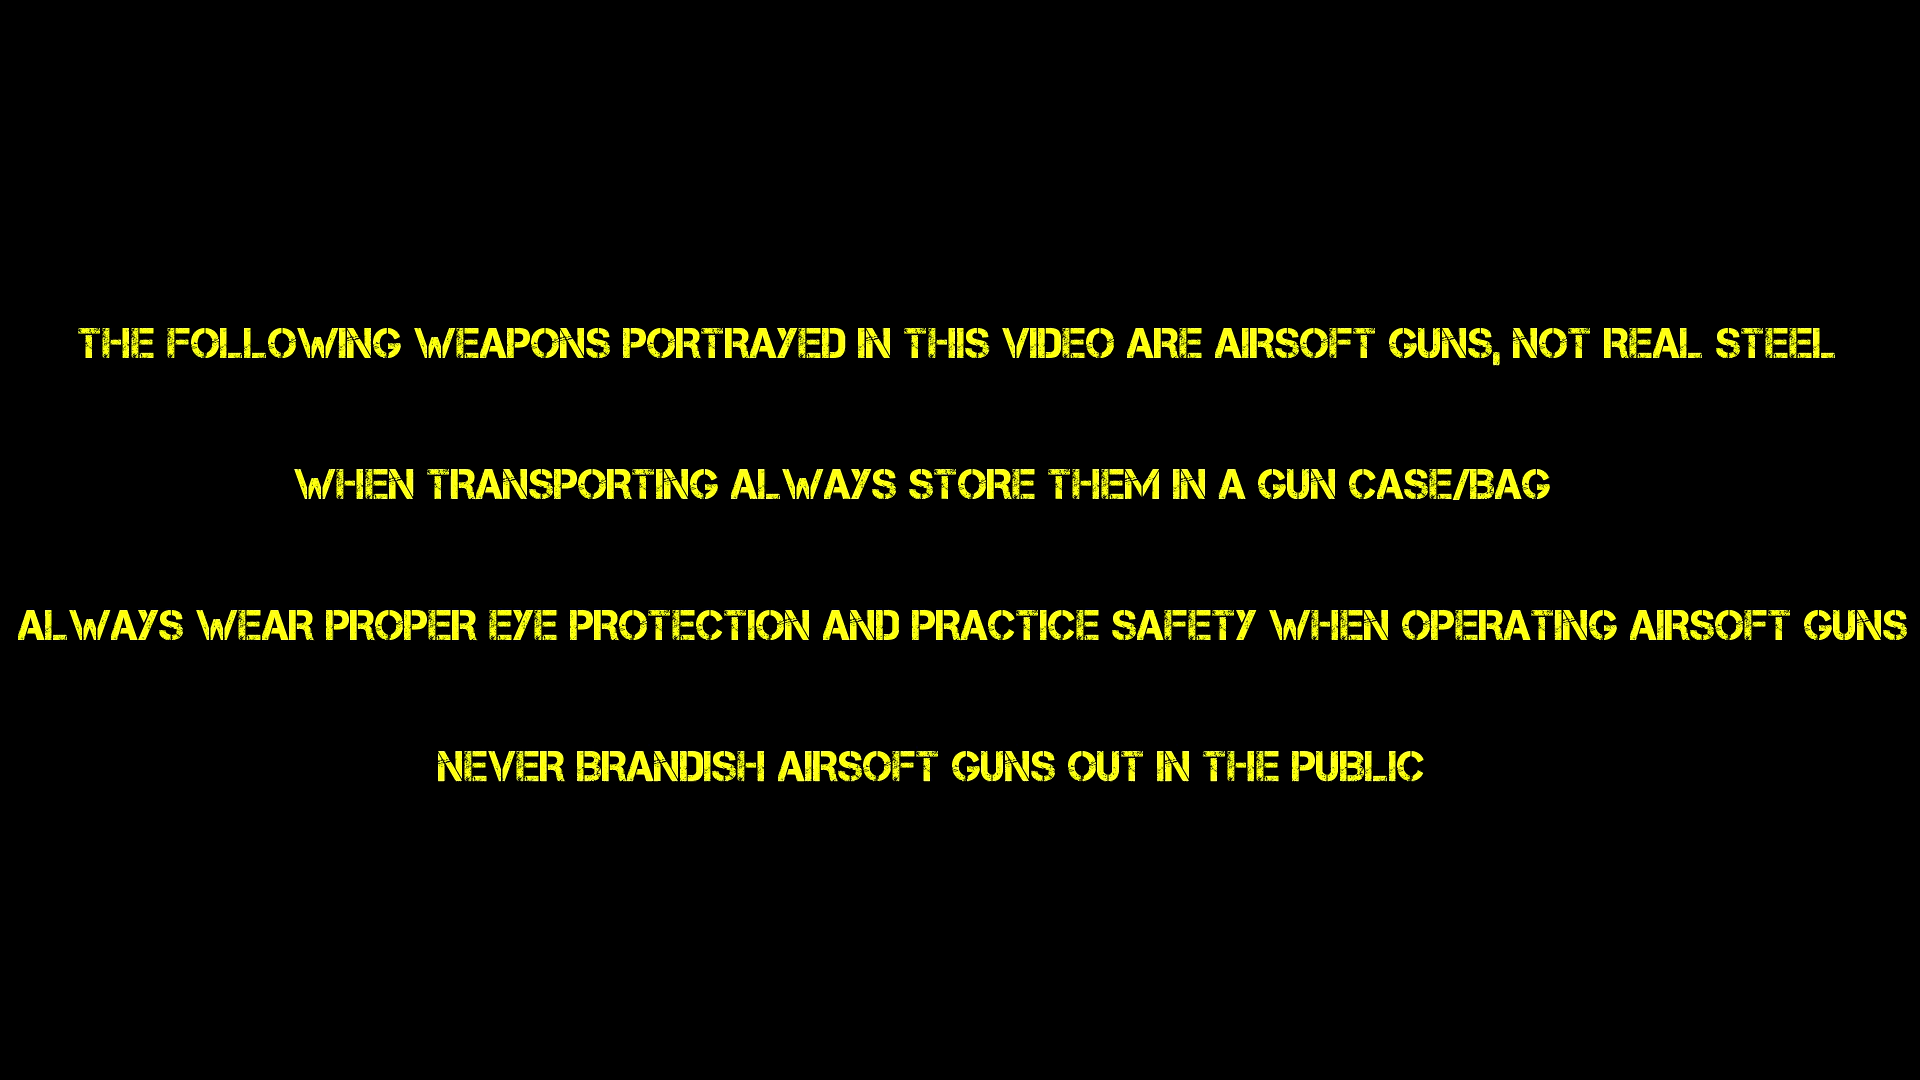 THE FOLLOWING WEAPONS PORTRAYED IN THIS VIDEO ARE AIRSOFT GUNS, NOT REAL STEEL
WHEN TRANSPORTING ALWAYS STORE THEM IN A GUN CASE/BAG
ALWAYS WEAR PROPER EYE PROTECTION AND PRACTICE SAFETY WHEN OPERATING AIRSOFT GUNS
NEVER BRANDISH AIRSOFT GUNS OUT IN THE PUBLIC